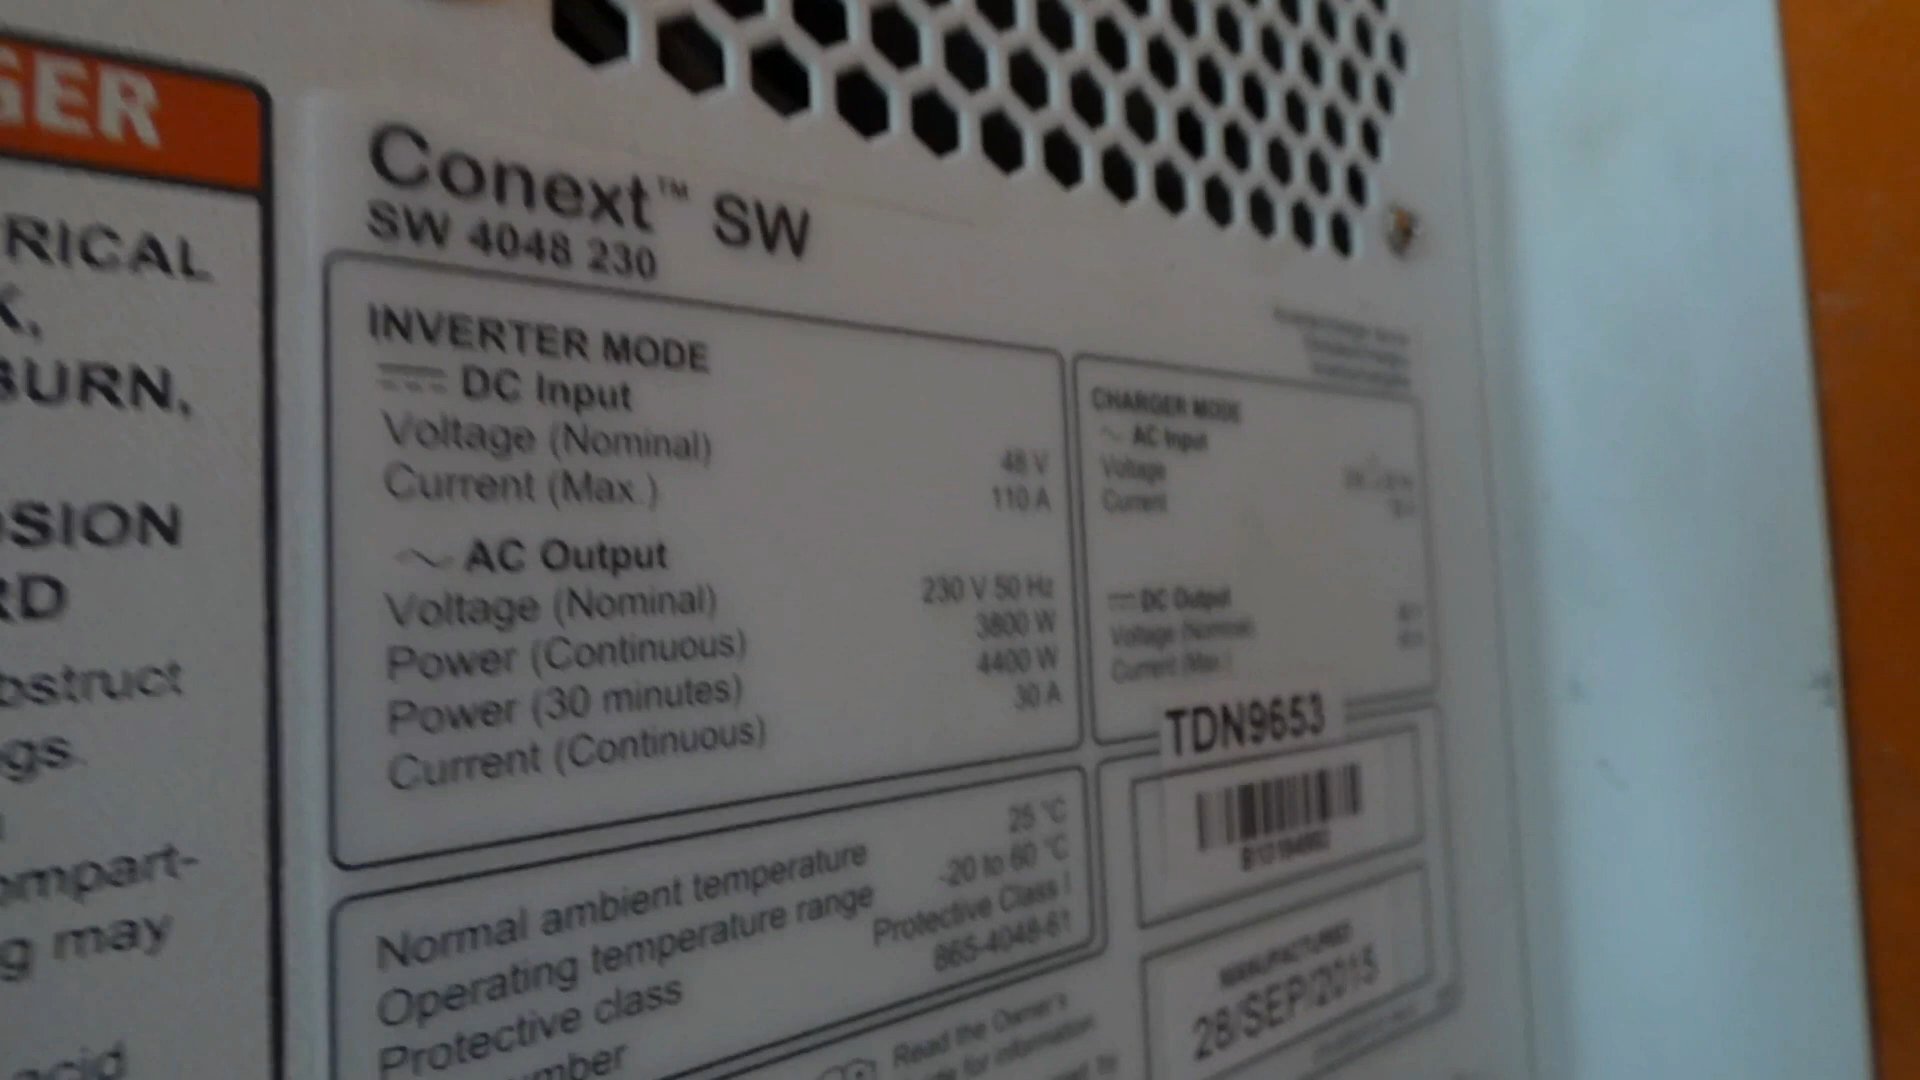 GER
RICAL
K,
BURN,
OSION
RD
bstruct
gs.
ompart-
g may
acid
Conext™ SW
SW 4048 230
INVERTER MODE
DC Input
Voltage (Nominal) 48 V
Current (Max.) 110 A
AC Output
Voltage (Nominal) 230 V 50 Hz
Power (Continuous) 3800 W
Power (30 minutes) 4400 W
Current (Continuous) 30 A
Normal ambient temperature 25 °C
Operating temperature range -20 to 60 °C
Protective class Protective Class I
mber 865-4048-61
Read the Owner's
for information
CHARGER MODE
AC Input
Voltage
Current
DC Output
Voltage (Nominal)
Current (Max.)
TDN9653
MANUFACTURED
28/SEP/2015